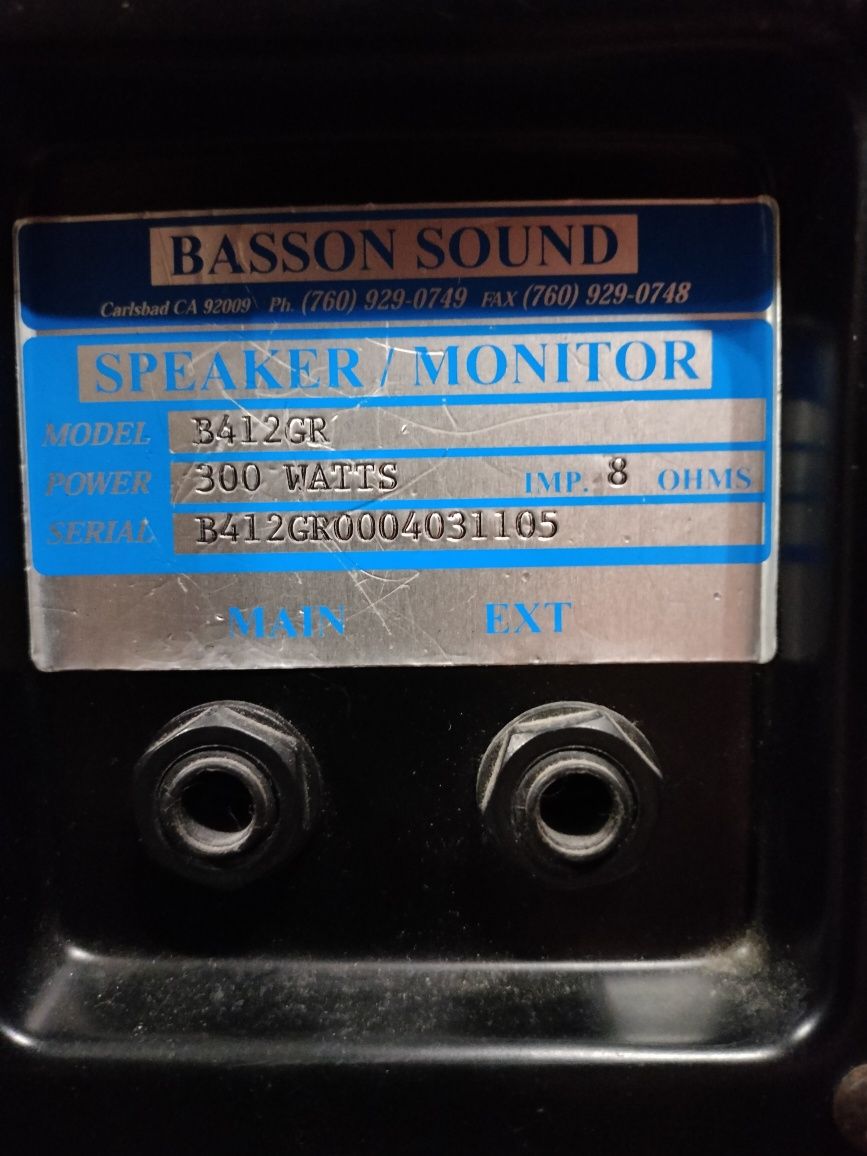 BASSON SOUND
Carlsbad CA 92009 Ph. (760) 929-0749 FAX (760) 929-0748
SPEAKER / MONITOR
MODEL B412GR
POWER 300 WATTS IMP. 8 OHMS
SERIAL B412GR0004031105
MAIN EXT